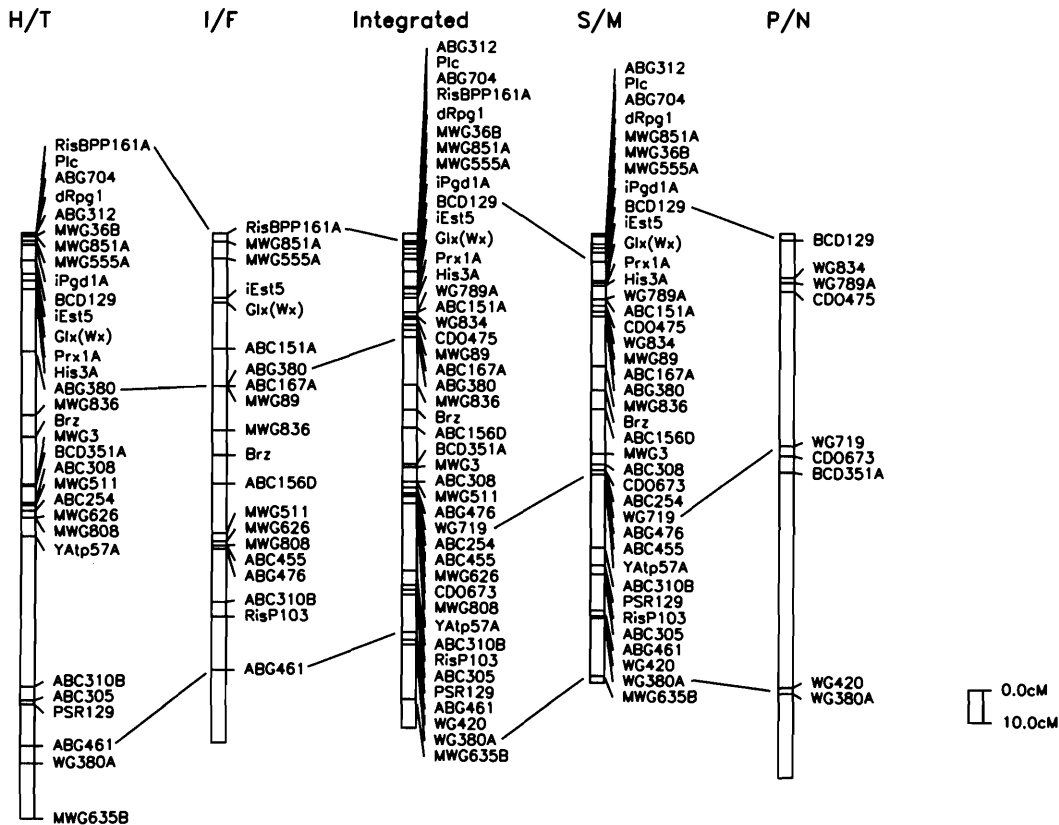 H/T
I/F
Integrated
S/M
P/N
RisBPP161A
Plc
ABG704
dRpg1
ABG312
MWG36B
MWG851A
MWG555A
iPgd1A
BCD129
iEst5
Glx(Wx)
Prx1A
His3A
ABG380
MWG836
Brz
MWG3
BCD351A
ABC308
MWG511
ABC254
MWG626
MWG808
YAtp57A
ABC310B
ABC305
PSR129
ABG461
WG380A
MWG635B
RisBPP161A
MWG851A
MWG555A
iEst5
Glx(Wx)
ABC151A
ABG380
ABC167A
MWG89
MWG836
Brz
ABC156D
MWG511
MWG626
MWG808
ABC455
ABG476
ABC310B
RisP103
ABG461
ABG312
Plc
ABG704
RisBPP161A
dRpg1
MWG36B
MWG851A
MWG555A
iPgd1A
BCD129
iEst5
Glx(Wx)
Prx1A
His3A
WG789A
ABC151A
WG834
CDO475
MWG89
ABC167A
ABG380
MWG836
Brz
ABC156D
BCD351A
MWG3
ABC308
MWG511
ABG476
WG719
ABC254
ABC455
MWG626
CDO673
MWG808
YAtp57A
ABC310B
RisP103
ABC305
PSR129
ABG461
WG420
WG380A
MWG635B
ABG312
Plc
ABG704
dRpg1
MWG851A
MWG36B
MWG555A
iPgd1A
BCD129
iEst5
Glx(Wx)
Prx1A
His3A
WG789A
ABC151A
CDO475
WG834
MWG89
ABC167A
ABG380
MWG836
Brz
ABC156D
MWG3
ABC308
CDO673
ABC254
WG719
ABG476
ABC455
YAtp57A
ABC310B
PSR129
RisP103
ABC305
ABG461
WG420
WG380A
MWG635B
BCD129
WG834
WG789A
CDO475
WG719
CDO673
BCD351A
WG420
WG380A
0.0cM
10.0cM